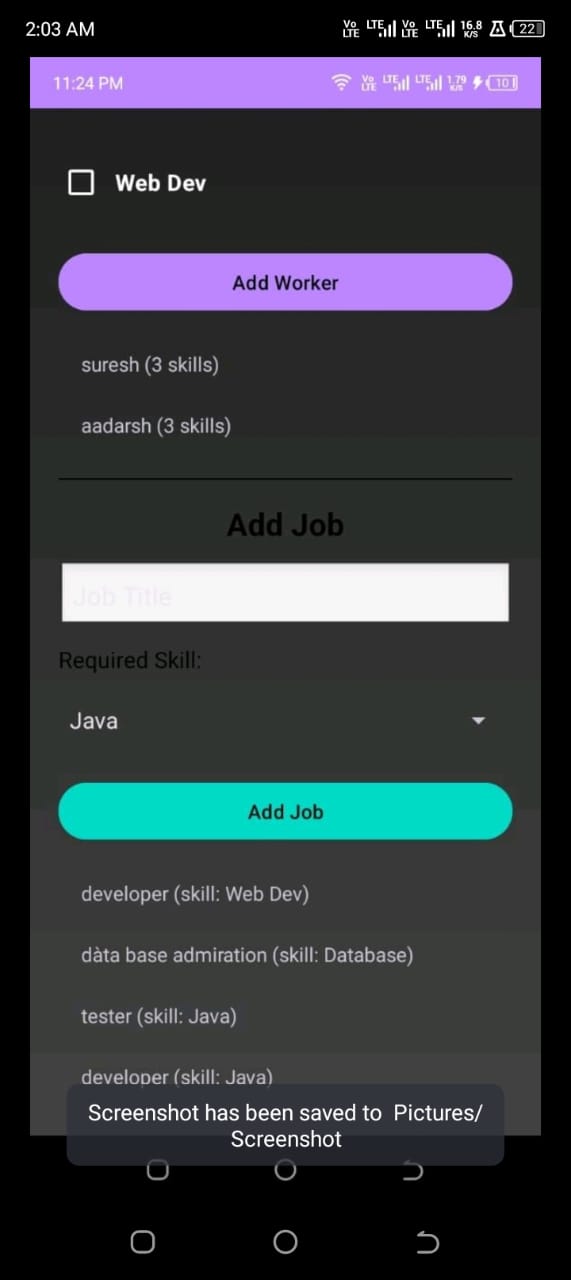 2:03 AM Vo LTE LTE Vo LTE LTE 16.8 K/S 22
11:24 PM Vo LTE LTE LTE 1.79 K/S 10
Web Dev
Add Worker
suresh (3 skills)
aadarsh (3 skills)
Add Job
Job Title
Required Skill:
Java
Add Job
developer (skill: Web Dev)
dàta base admiration (skill: Database)
tester (skill: Java)
developer (skill: Java)
Screenshot has been saved to Pictures/
Screenshot